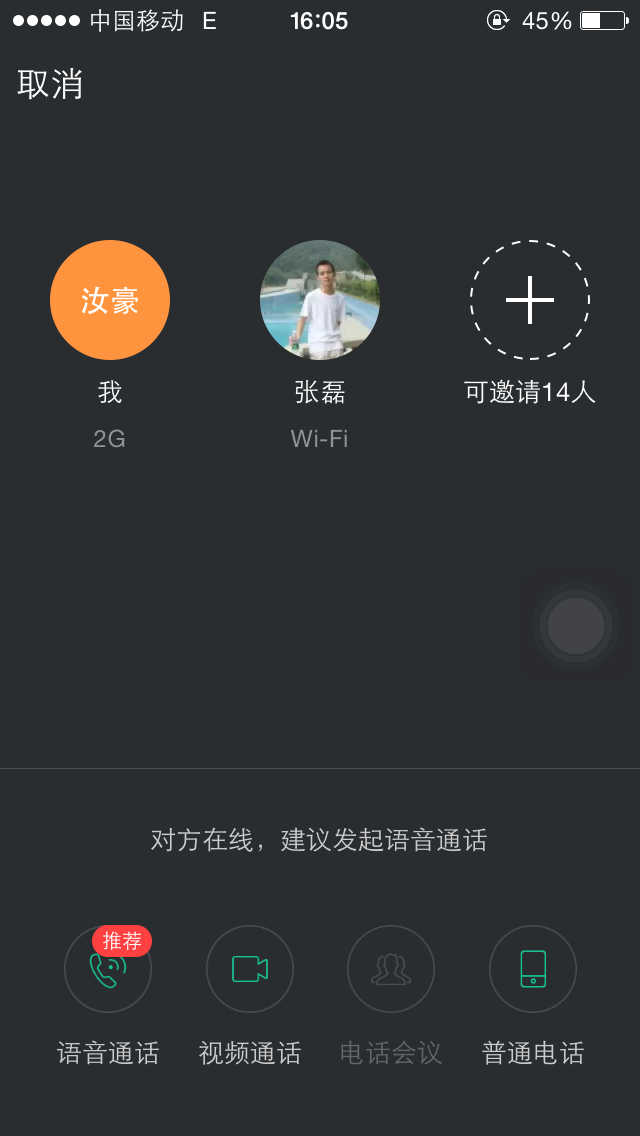 中国移动 E 16:05 45%
取消
汝豪
我 张磊 可邀请14人
2G Wi-Fi
对方在线，建议发起语音通话
推荐
语音通话 视频通话 电话会议 普通电话